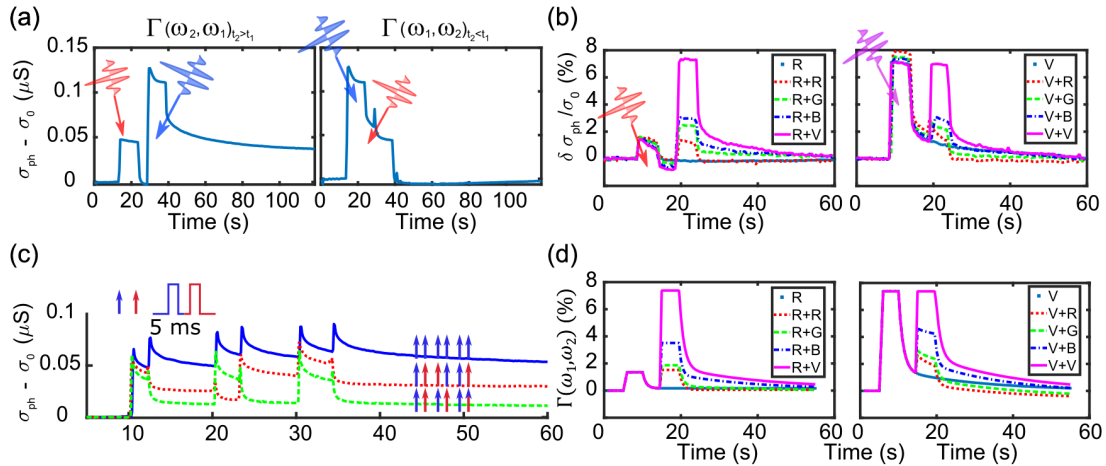 (a)
Γ (ω2, ω1)t2>t1
Γ (ω1, ω2)t2<t1
σph - σ0 (µS)
0.15
0.1
0.05
0
0 20 40 60 80 100
0 20 40 60 80 100
Time (s)
Time (s)
(b)
δ σph /σ0 (%)
8
6
4
2
0
R
R+R
R+G
R+B
R+V
V
V+R
V+G
V+B
V+V
0 20 40 60
0 20 40 60
Time (s)
Time (s)
(c)
5 ms
σph - σ0 (µS)
0.1
0.05
0
10 20 30 40 50 60
Time (s)
(d)
Γ(ω1,ω2) (%)
8
6
4
2
0
R
R+R
R+G
R+B
R+V
V
V+R
V+G
V+B
V+V
0 20 40 60
0 20 40 60
Time (s)
Time (s)